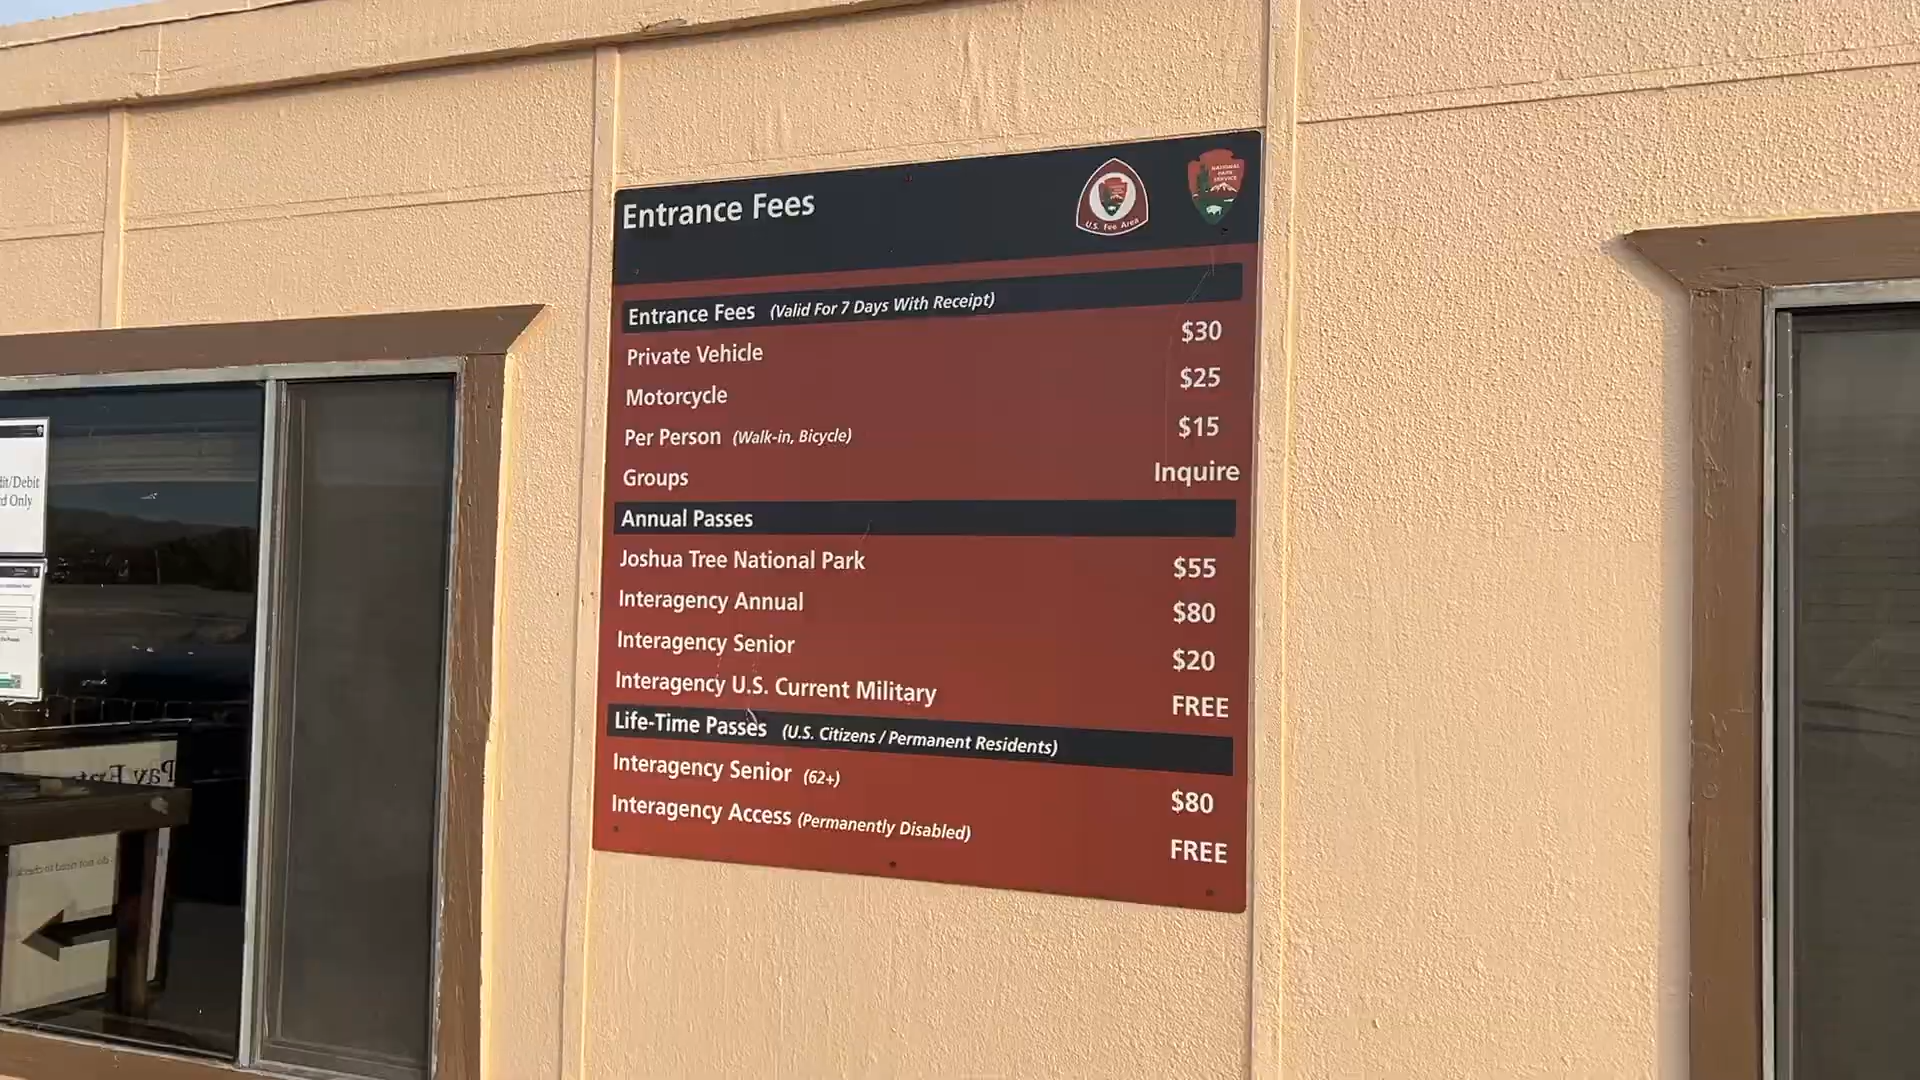 Entrance Fees
U.S. Fee Area
NATIONAL
PARK
SERVICE
Entrance Fees (Valid For 7 Days With Receipt)
Private Vehicle $30
Motorcycle $25
Per Person (Walk-in, Bicycle) $15
Groups Inquire
Annual Passes
Joshua Tree National Park $55
Interagency Annual $80
Interagency Senior $20
Interagency U.S. Current Military FREE
Life-Time Passes (U.S. Citizens / Permanent Residents)
Interagency Senior (62+) $80
Interagency Access (Permanently Disabled) FREE
dit/Debit
d Only